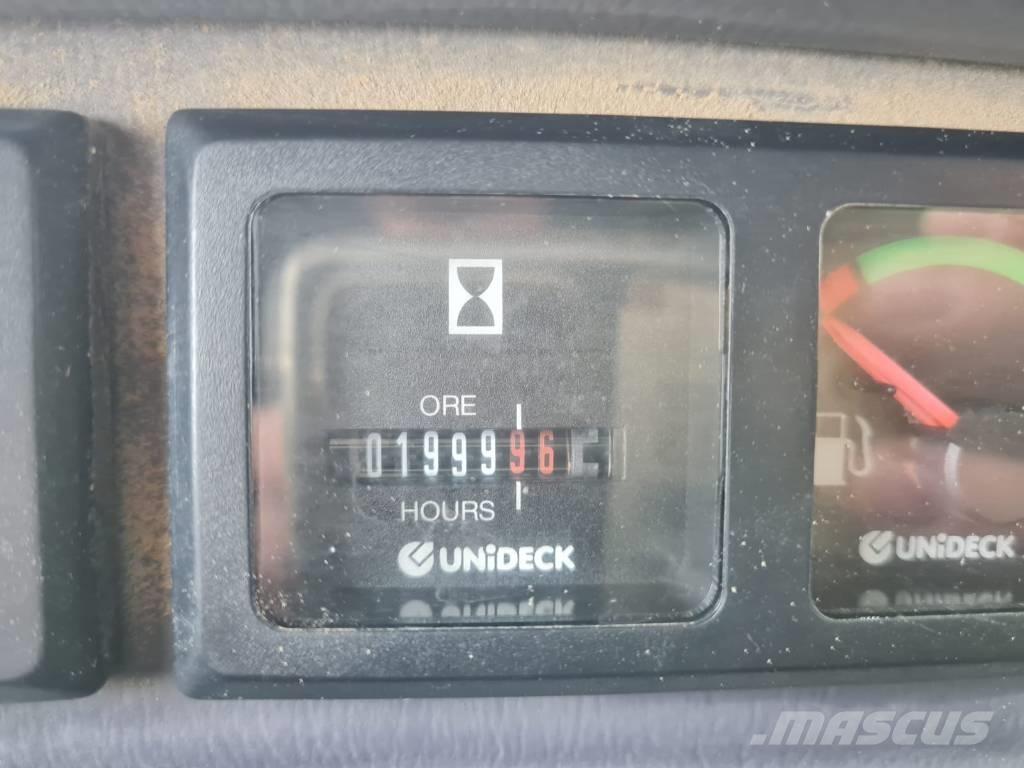 ORE
0199996
HOURS
UNiDECK
UNiDECK
MASCUS